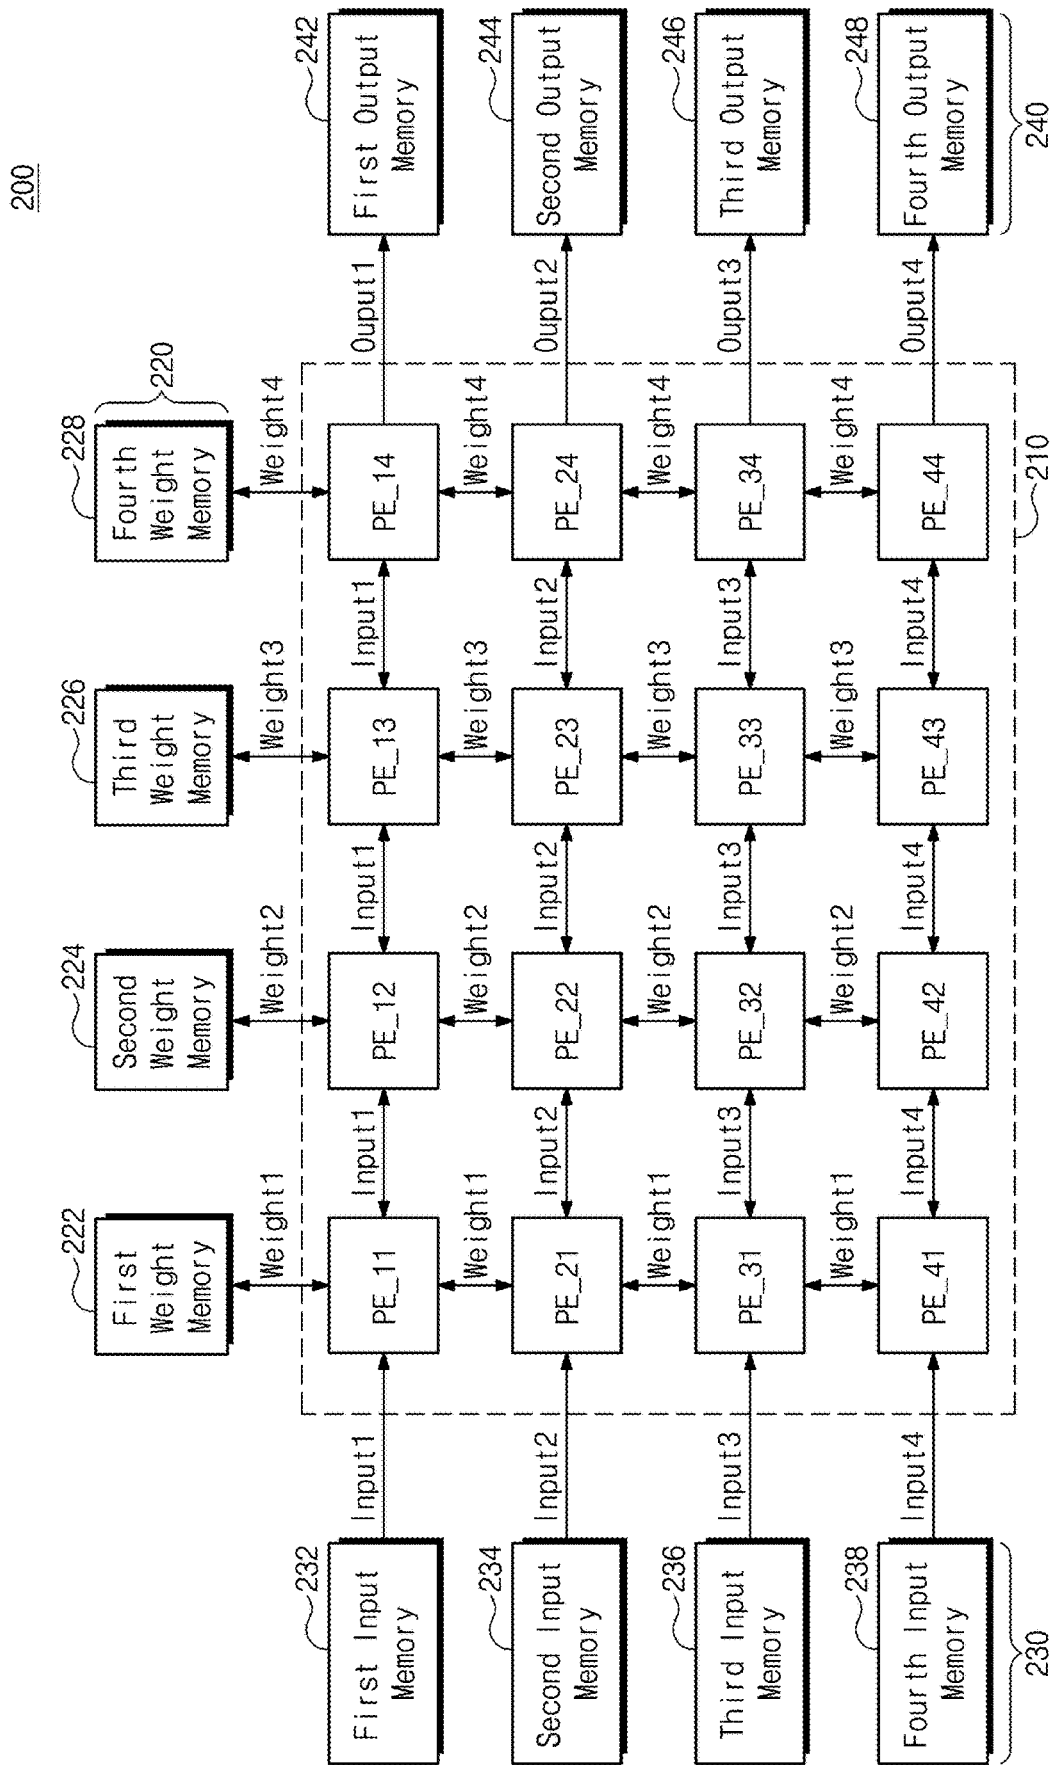 200
222
224
226
228
220
First
Weight
Memory
Second
Weight
Memory
Third
Weight
Memory
Fourth
Weight
Memory
Weight1
Weight2
Weight3
Weight4
232
First Input
Memory
Input1
PE_11
Input1
PE_12
Input1
PE_13
Input1
PE_14
Ouput1
242
First Output
Memory
Weight1
Weight2
Weight3
Weight4
234
Second Input
Memory
Input2
PE_21
Input2
PE_22
Input2
PE_23
Input2
PE_24
Ouput2
244
Second Output
Memory
Weight1
Weight2
Weight3
Weight4
236
Third Input
Memory
Input3
PE_31
Input3
PE_32
Input3
PE_33
Input3
PE_34
Ouput3
246
Third Output
Memory
Weight1
Weight2
Weight3
Weight4
238
Fourth Input
Memory
Input4
PE_41
Input4
PE_42
Input4
PE_43
Input4
PE_44
Ouput4
248
Fourth Output
Memory
230
210
240